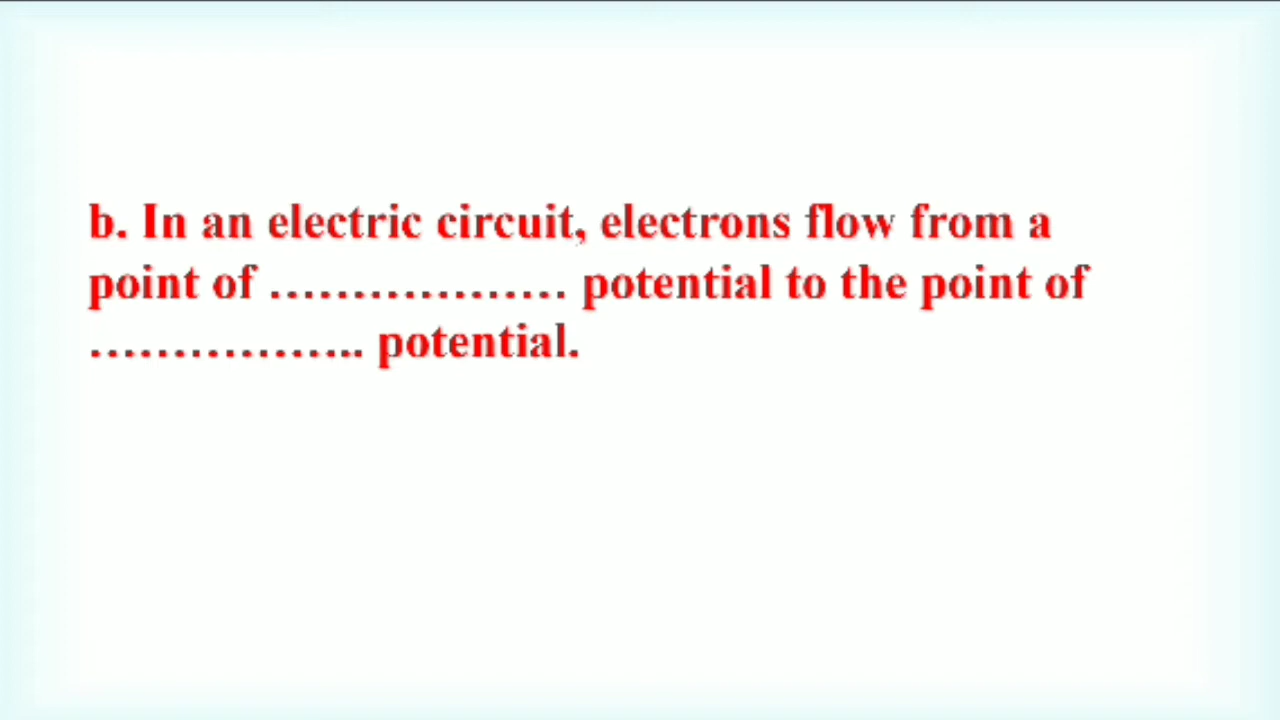 b. In an electric circuit, electrons flow from a
point of ……………… potential to the point of
…………….. potential.